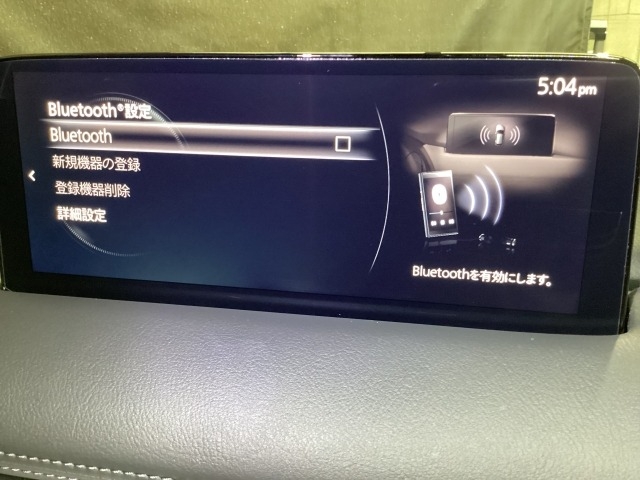 5:04 pm
Bluetooth®設定
Bluetooth
新規機器の登録
登録機器削除
詳細設定
Bluetoothを有効にします。